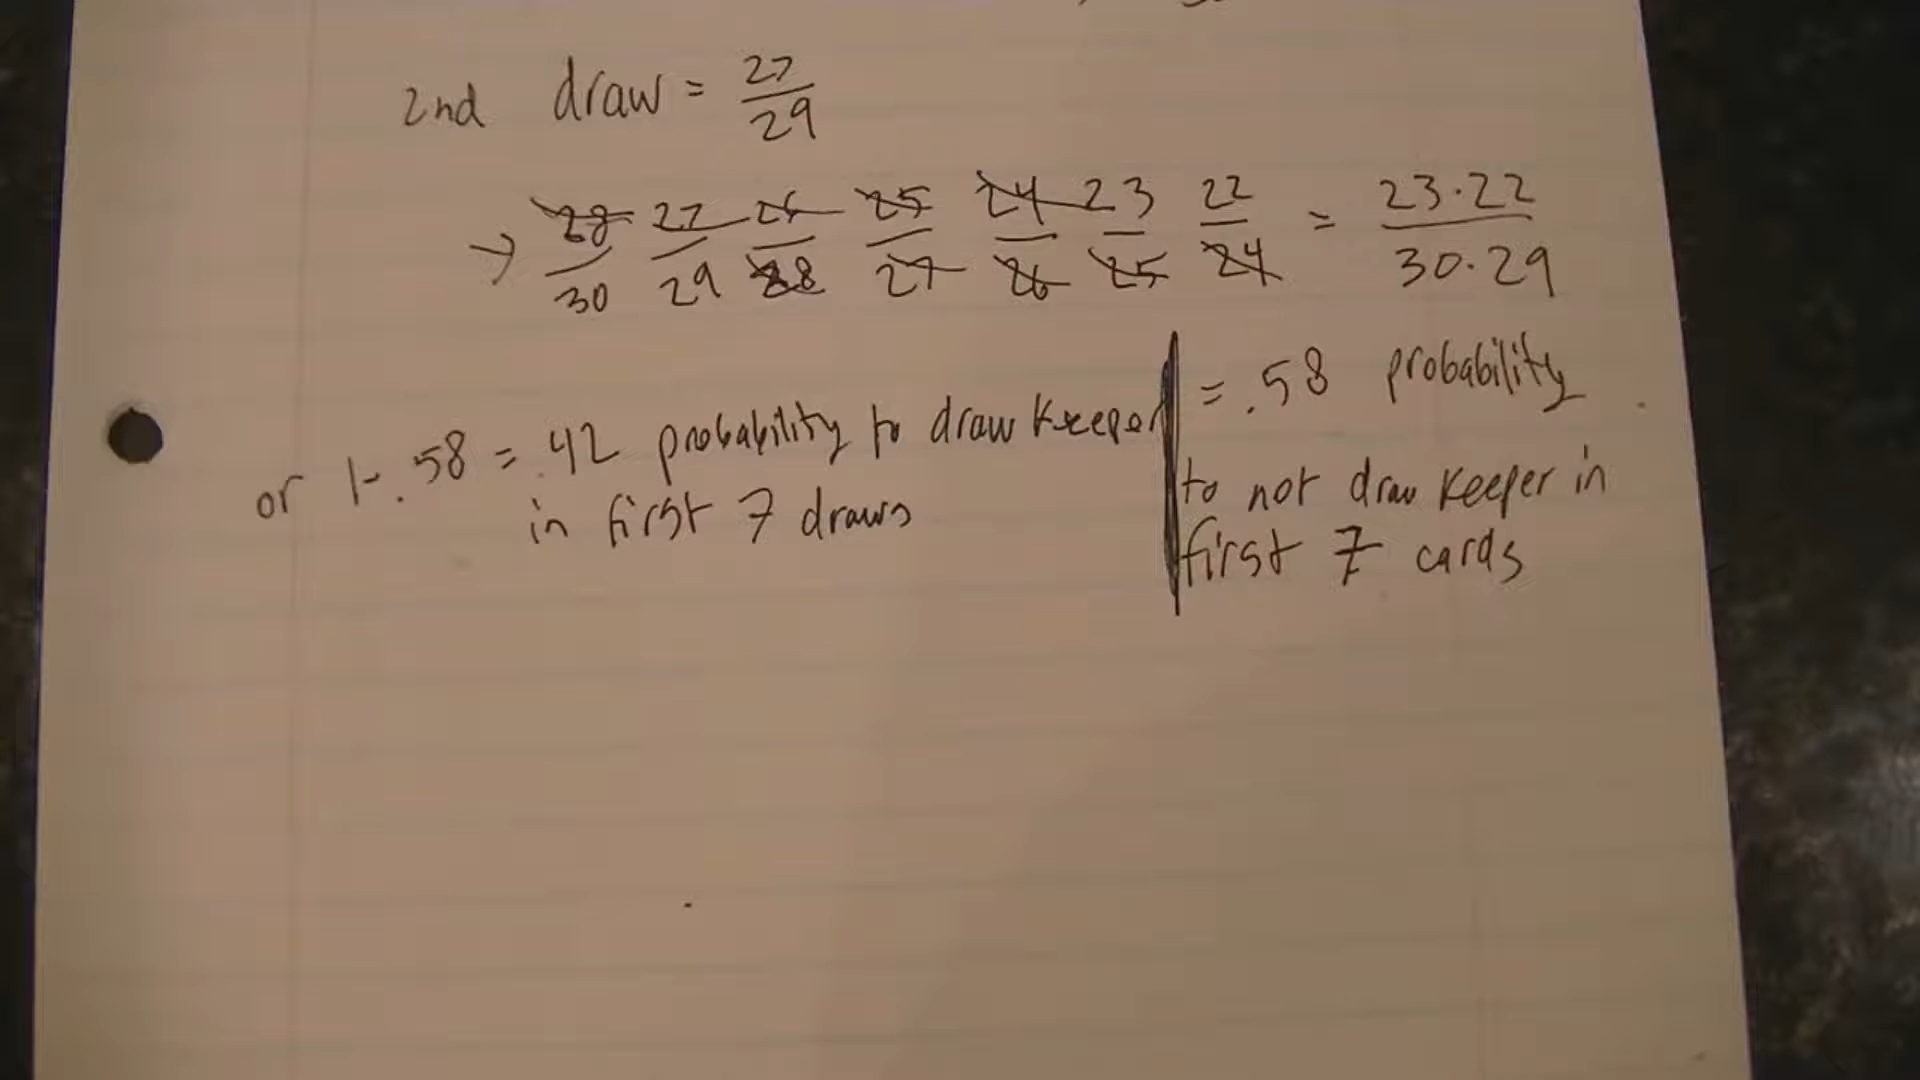 2nd draw = 27/29
→ 28/30 27/29 26/28 25/27 24/26 23/25 22/24 = 23·22/30·29
= .58 probability
to not draw keeper in
first 7 cards
or 1-.58 = .42 probability to draw keeper
in first 7 draws